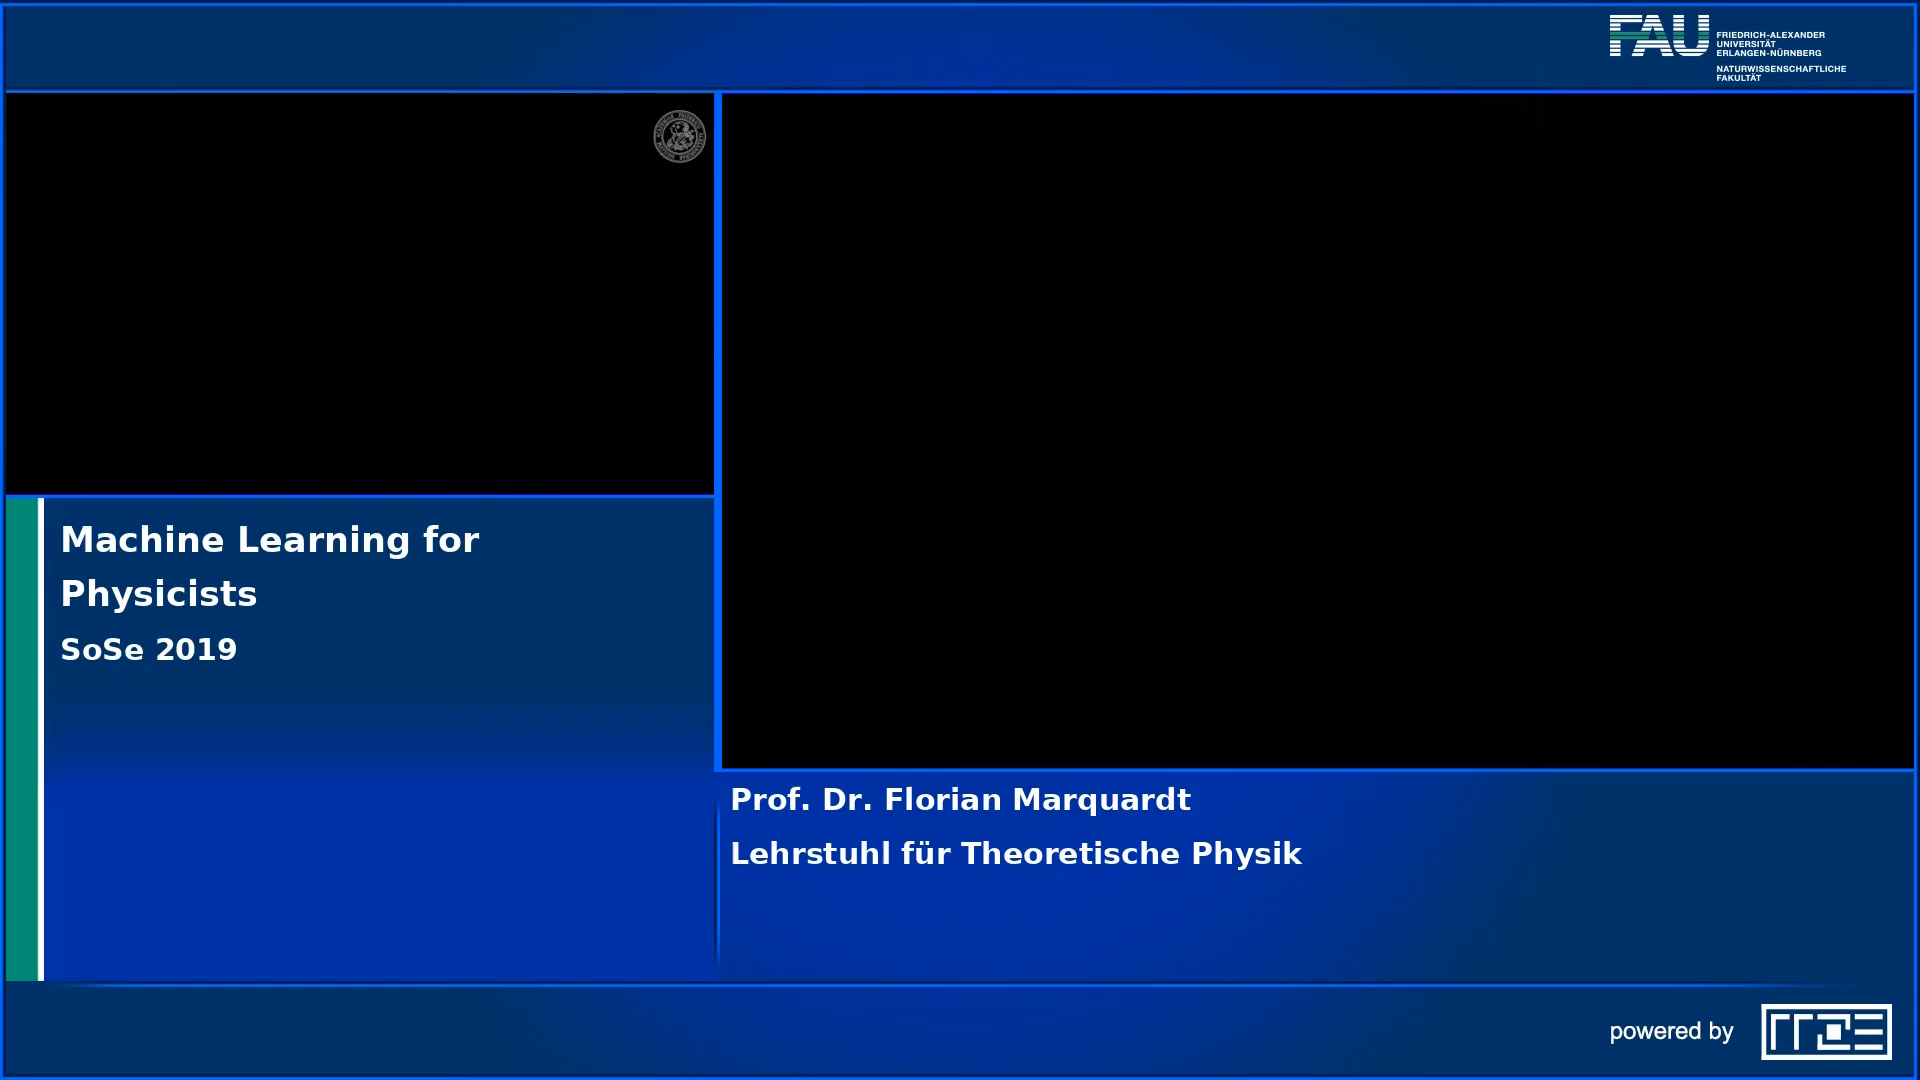 FAU
FRIEDRICH-ALEXANDER
UNIVERSITÄT
ERLANGEN-NÜRNBERG
NATURWISSENSCHAFTLICHE
FAKULTÄT
Machine Learning for
Physicists
SoSe 2019
Prof. Dr. Florian Marquardt
Lehrstuhl für Theoretische Physik
powered by
rrze